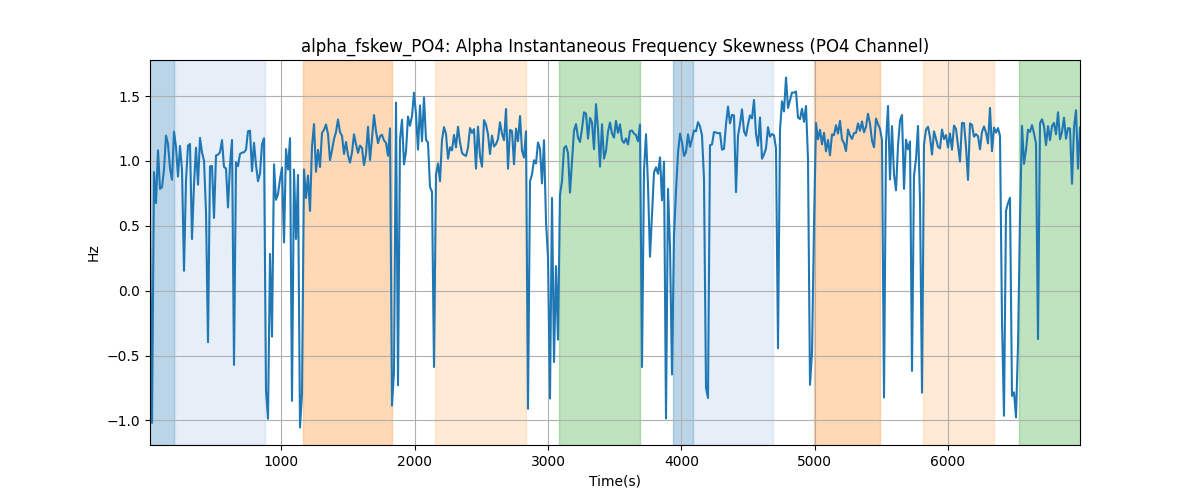 alpha_fskew_PO4: Alpha Instantaneous Frequency Skewness (PO4 Channel)
1.5
1.0
0.5
0.0
−0.5
−1.0
Hz
1000 2000 3000 4000 5000 6000
Time(s)